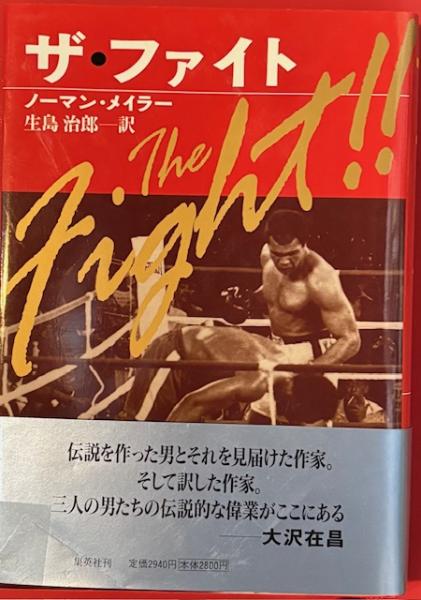 ザ・ファイト
ノーマン・メイラー
生島 治郎—訳
The
Fight!!
伝説を作った男とそれを見届けた作家。
そして訳した作家。
三人の男たちの伝説的な偉業がここにある
——大沢在昌
集英社刊 定価2940円 本体2800円